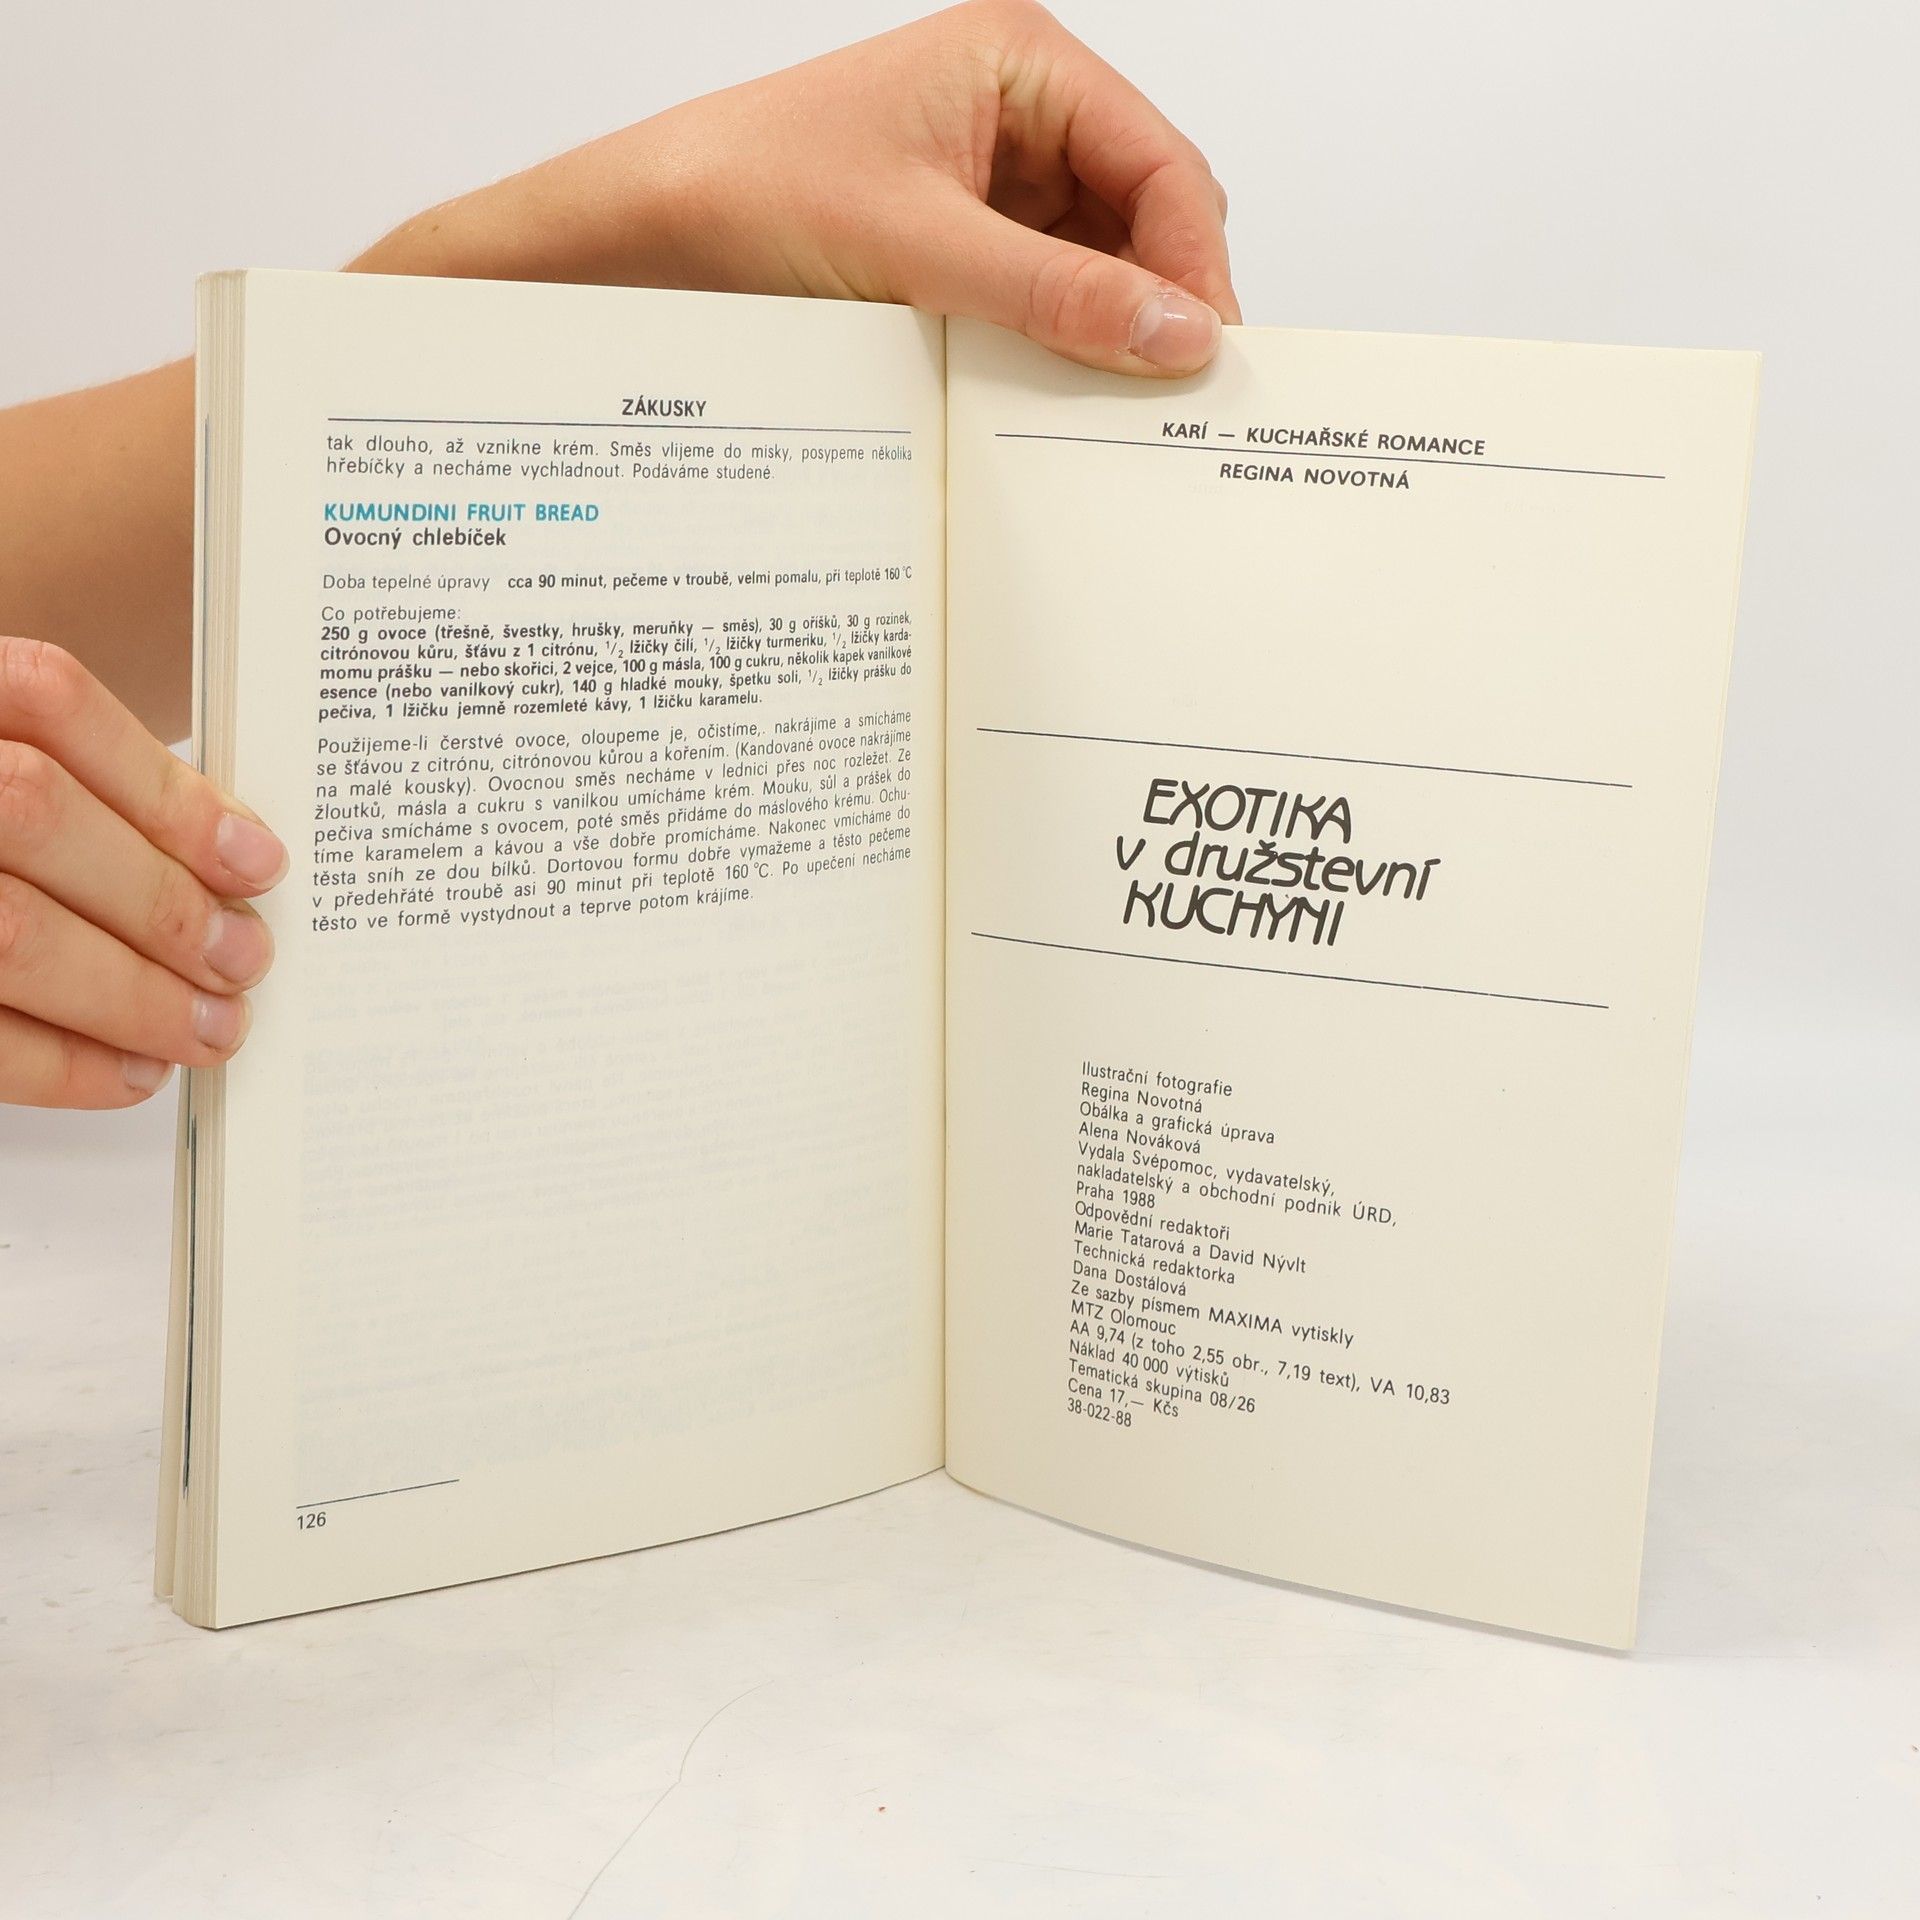 ZÁKUSKY
tak dlouho, až vznikne krém. Směs vlijeme do misky, posypeme několika
hřebíčky a necháme vychladnout. Podáváme studené.
KUMUNDINI FRUIT BREAD
Ovocný chlebíček
Doba tepelné úpravy cca 90 minut, pečeme v troubě, velmi pomalu, při teplotě 160 °C
Co potřebujeme:
250 g ovoce (třešně, švestky, hrušky, meruňky — směs), 30 g oříšků, 30 g rozinek,
citrónovou kůru, šťávu z 1 citrónu, 1/2 lžičky čilí, 1/2 lžičky turmeriku, 1/2 lžičky karda-
momu prášku — nebo skořici, 2 vejce, 100 g másla, 100 g cukru, několik kapek vanilkové
esence (nebo vanilkový cukr), 140 g hladké mouky, špetku soli, 1/2 lžičky prášku do
pečiva, 1 lžičku jemně rozemleté kávy, 1 lžičku karamelu.
Použijeme-li čerstvé ovoce, oloupeme je, očistíme,. nakrájíme a smícháme
se šťávou z citrónu, citrónovou kůrou a kořením. (Kandované ovoce nakrájíme
na malé kousky). Ovocnou směs necháme v lednici přes noc rozležet. Ze
žloutků, másla a cukru s vanilkou umícháme krém. Mouku, sůl a prášek do
pečiva smícháme s ovocem, poté směs přidáme do máslového krému. Ochu-
tíme karamelem a kávou a vše dobře promícháme. Nakonec vmícháme do
těsta sníh ze dou bílků. Dortovou formu dobře vymažeme a těsto pečeme
v předehřáté troubě asi 90 minut při teplotě 160 °C. Po upečení necháme
těsto ve formě vystydnout a teprve potom krájíme.
126
KARÍ — KUCHAŘSKÉ ROMANCE
REGINA NOVOTNÁ
EXOTIKA
v družstevní
KUCHYNI
Ilustrační fotografie
Regina Novotná
Obálka a grafická úprava
Alena Nováková
Vydala Svépomoc, vydavatelský,
nakladatelský a obchodní podnik ÚRD,
Praha 1988
Odpovědní redaktoři
Marie Tatarová a David Nývlt
Technická redaktorka
Dana Dostálová
Ze sazby písmem MAXIMA vytiskly
MTZ Olomouc
AA 9,74 (z toho 2,55 obr., 7,19 text), VA 10,83
Náklad 40 000 výtisků
Tematická skupina 08/26
Cena 17,— Kčs
38-022-88